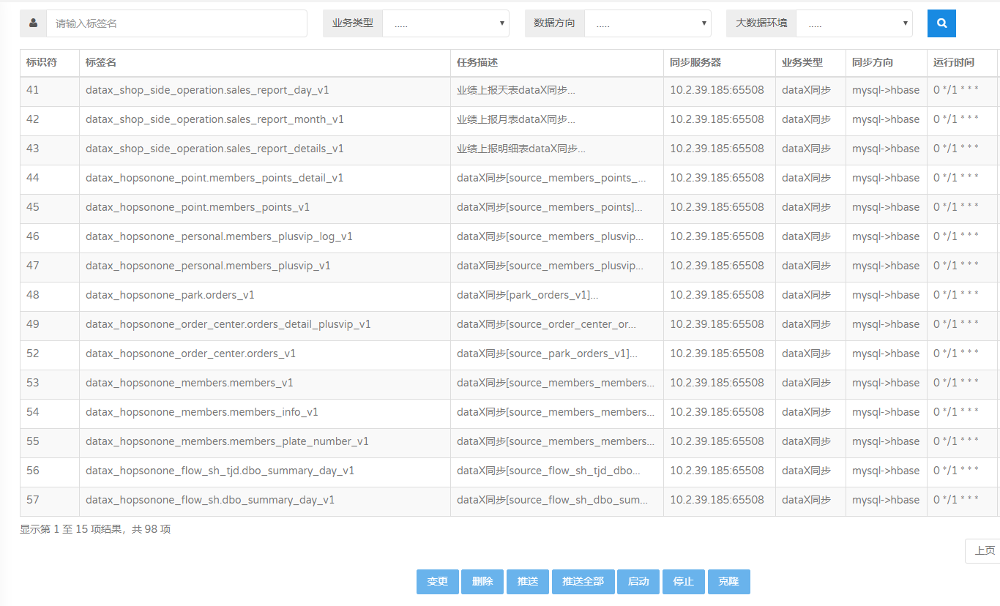 请输入标签名 业务类型 ..... 数据方向 ..... 大数据环境 .....
标识符 标签名 任务描述 同步服务器 业务类型 同步方向 运行时间
41 datax_shop_side_operation.sales_report_day_v1 业绩上报天表dataX同步... 10.2.39.185:65508 dataX同步 mysql->hbase 0 */1 * * *
42 datax_shop_side_operation.sales_report_month_v1 业绩上报月表dataX同步... 10.2.39.185:65508 dataX同步 mysql->hbase 0 */1 * * *
43 datax_shop_side_operation.sales_report_details_v1 业绩上报明细表dataX同步... 10.2.39.185:65508 dataX同步 mysql->hbase 0 */1 * * *
44 datax_hopsonone_point.members_points_detail_v1 dataX同步[source_members_points_... 10.2.39.185:65508 dataX同步 mysql->hbase 0 */1 * * *
45 datax_hopsonone_point.members_points_v1 dataX同步[source_members_points]... 10.2.39.185:65508 dataX同步 mysql->hbase 0 */1 * * *
46 datax_hopsonone_personal.members_plusvip_log_v1 dataX同步[source_members_plusvip... 10.2.39.185:65508 dataX同步 mysql->hbase 0 */1 * * *
47 datax_hopsonone_personal.members_plusvip_v1 dataX同步[source_members_plusvip... 10.2.39.185:65508 dataX同步 mysql->hbase 0 */1 * * *
48 datax_hopsonone_park.orders_v1 dataX同步[park_orders_v1]... 10.2.39.185:65508 dataX同步 mysql->hbase 0 */1 * * *
49 datax_hopsonone_order_center.orders_detail_plusvip_v1 dataX同步[source_order_center_or... 10.2.39.185:65508 dataX同步 mysql->hbase 0 */1 * * *
52 datax_hopsonone_order_center.orders_v1 dataX同步[source_park_orders_v1]... 10.2.39.185:65508 dataX同步 mysql->hbase 0 */1 * * *
53 datax_hopsonone_members.members_v1 dataX同步[source_members_members... 10.2.39.185:65508 dataX同步 mysql->hbase 0 */1 * * *
54 datax_hopsonone_members.members_info_v1 dataX同步[source_members_members... 10.2.39.185:65508 dataX同步 mysql->hbase 0 */1 * * *
55 datax_hopsonone_members.members_plate_number_v1 dataX同步[source_members_members... 10.2.39.185:65508 dataX同步 mysql->hbase 0 */1 * * *
56 datax_hopsonone_flow_sh_tjd.dbo_summary_day_v1 dataX同步[source_flow_sh_tjd_dbo... 10.2.39.185:65508 dataX同步 mysql->hbase 0 */1 * * *
57 datax_hopsonone_flow_sh.dbo_summary_day_v1 dataX同步[source_flow_sh_dbo_sum... 10.2.39.185:65508 dataX同步 mysql->hbase 0 */1 * * *
显示第 1 至 15 项结果，共 98 项
上页
变更 删除 推送 推送全部 启动 停止 克隆